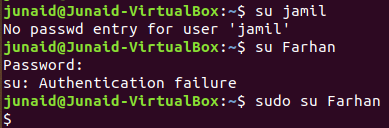 junaid@Junaid-VirtualBox:~$ su jamil
No passwd entry for user 'jamil'
junaid@Junaid-VirtualBox:~$ su Farhan
Password:
su: Authentication failure
junaid@Junaid-VirtualBox:~$ sudo su Farhan
$